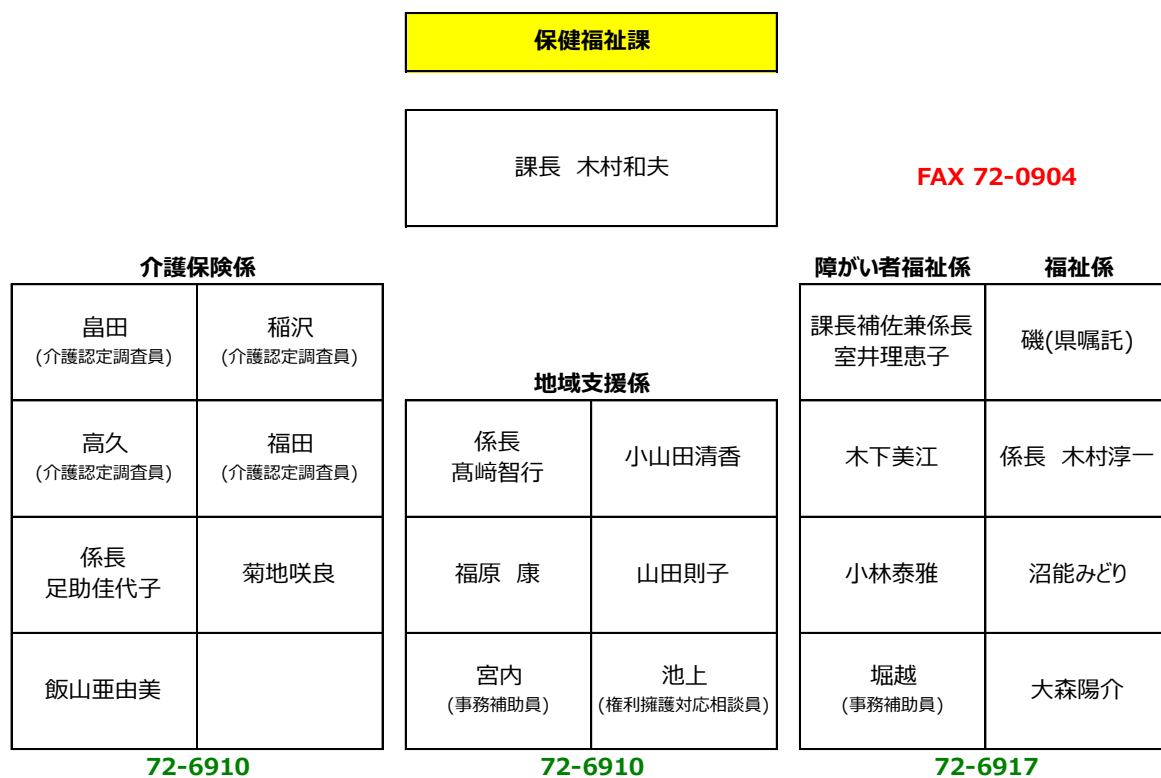 保健福祉課
課長 木村和夫
FAX 72-0904
介護保険係
畠田
(介護認定調査員)
稲沢
(介護認定調査員)
高久
(介護認定調査員)
福田
(介護認定調査員)
係長
足助佳代子
菊地咲良
飯山亜由美
72-6910
地域支援係
係長
髙﨑智行
小山田清香
福原 康
山田則子
宮内
(事務補助員)
池上
(権利擁護対応相談員)
72-6910
障がい者福祉係
福祉係
課長補佐兼係長
室井理恵子
磯(県嘱託)
木下美江
係長 木村淳一
小林泰雅
沼能みどり
堀越
(事務補助員)
大森陽介
72-6917